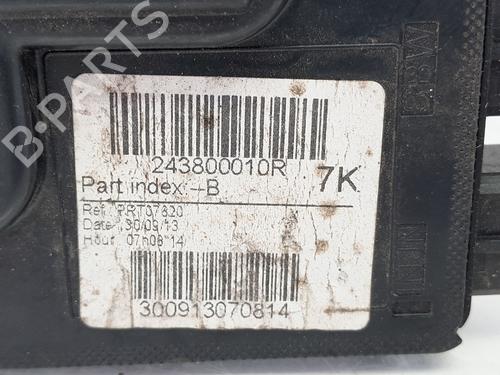 B-PARTS
243800010R
7K
Part index :-B
Ref : PRT07820
Date : 30/09/13
Hour : 07h08'14
300913070814